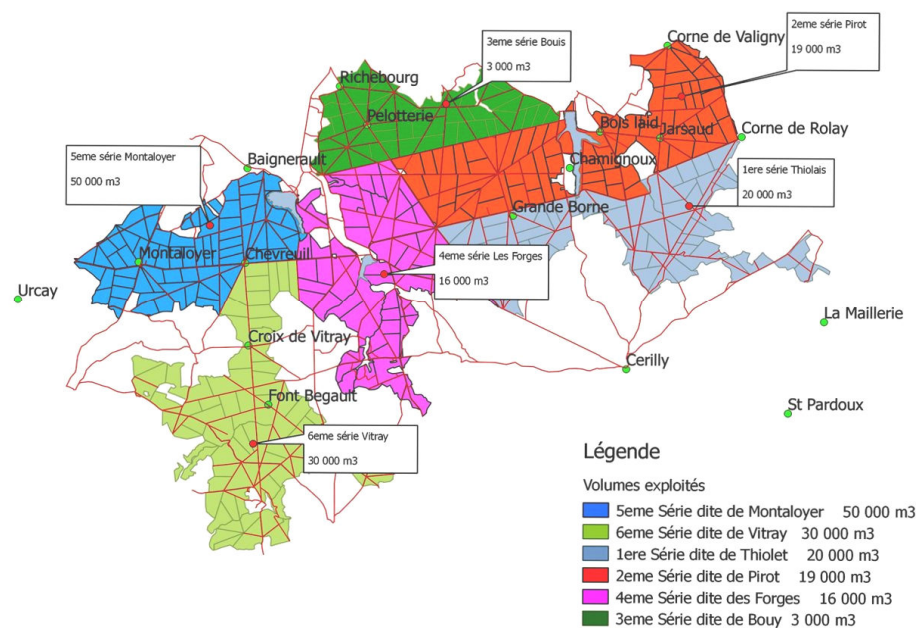 2eme série Pirot
19 000 m3
Corne de Valigny
3eme série Bouis
3 000 m3
Richebourg
Pelotterie
Bois laid
Jarsaud
Corne de Rolay
5eme série Montaloyer
50 000 m3
Baignerault
Chamignoux
1ere série Thiolais
20 000 m3
Grande Borne
Montaloyer
Chevreuil
4eme série Les Forges
16 000 m3
Urcay
La Maillerie
Croix de Vitray
Cerilly
Font Begault
St Pardoux
6eme série Vitray
30 000 m3
Légende
Volumes exploités
5eme Série dite de Montaloyer 50 000 m3
6eme Série dite de Vitray 30 000 m3
1ere Série dite de Thiolet 20 000 m3
2eme Série dite de Pirot 19 000 m3
4eme Série dite des Forges 16 000 m3
3eme Série dite de Bouy 3 000 m3